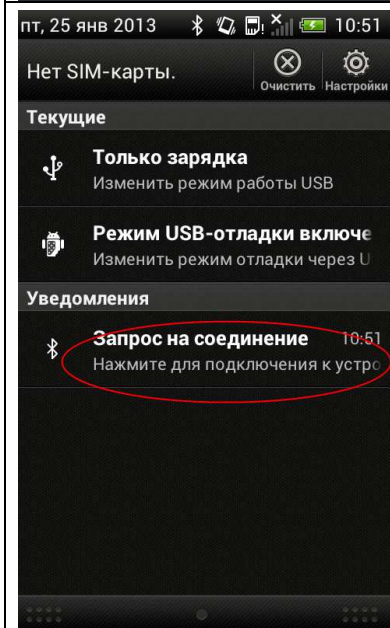 пт, 25 янв 2013 10:51
Нет SIM-карты.
Очистить Настройки
Текущие
Только зарядка
Изменить режим работы USB
Режим USB-отладки включе
Изменить режим отладки через U
Уведомления
Запрос на соединение 10:51
Нажмите для подключения к устро